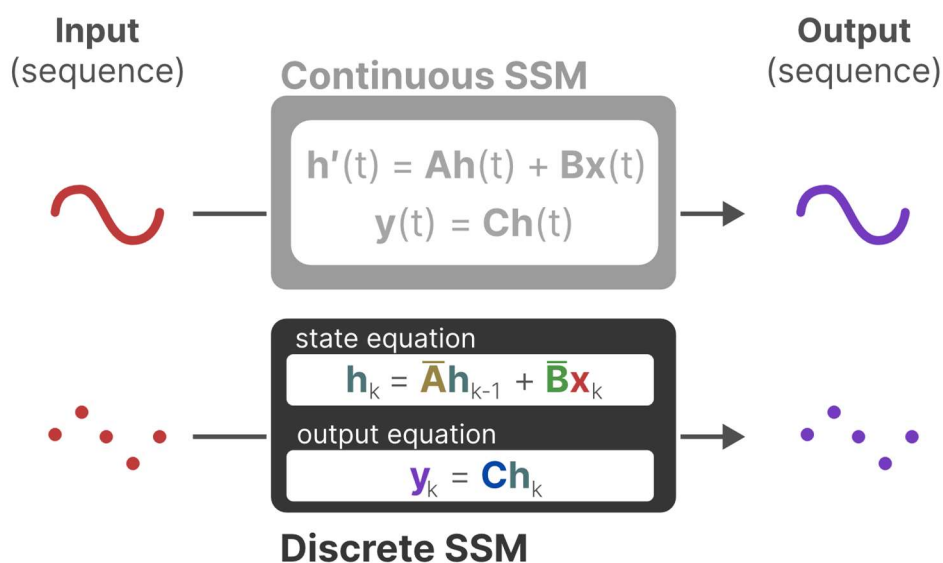 Input
(sequence)
Output
(sequence)
Continuous SSM
h′(t) = Ah(t) + Bx(t)
y(t) = Ch(t)
state equation
h̅ₖ = A̅hₖ₋₁ + B̅xₖ
output equation
yₖ = Chₖ
Discrete SSM